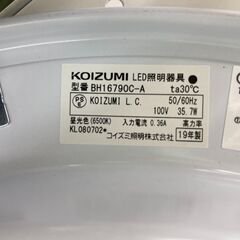 KOIZUMI LED照明器具
型番 BH16790C-A ta30℃
PSE KOIZUMI L.C. 50/60Hz
100V 35.7W
昼光色(6500K) 入力電流 0.36A 高力率
KL080702* 19年製
コイズミ照明株式会社